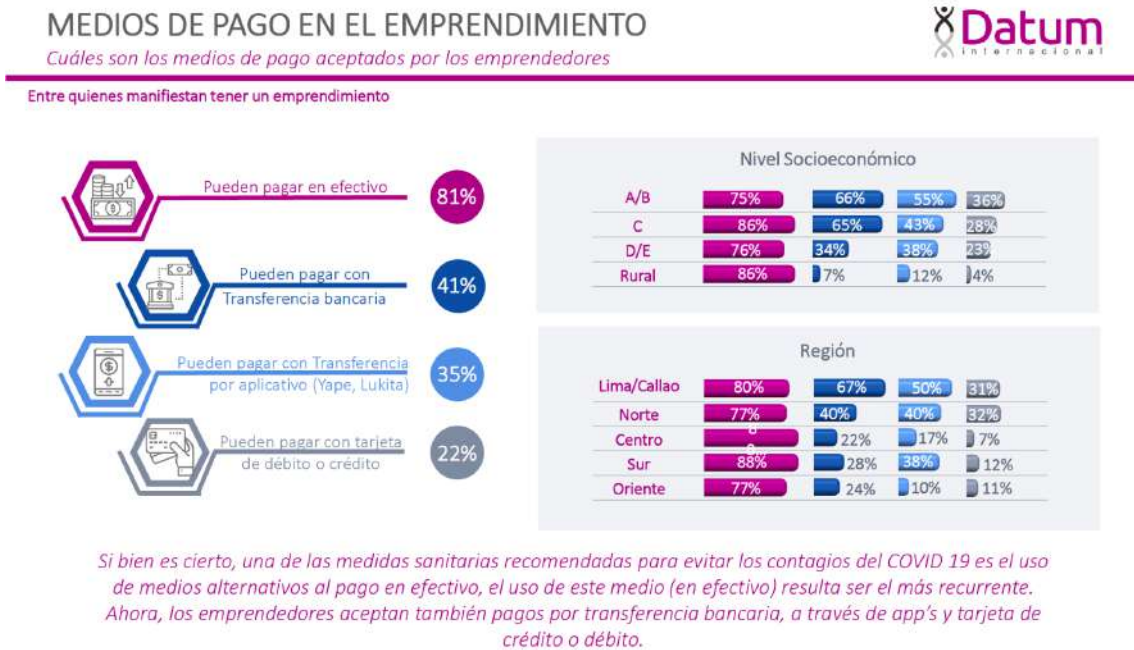 MEDIOS DE PAGO EN EL EMPRENDIMIENTO
Cuáles son los medios de pago aceptados por los emprendedores
Datum
internacional
Entre quienes manifiestan tener un emprendimiento
Pueden pagar en efectivo
81%
Pueden pagar con
Transferencia bancaria
41%
Pueden pagar con Transferencia
por aplicativo (Yape, Lukita)
35%
Pueden pagar con tarjeta
de débito o crédito
22%
Nivel Socioeconómico
A/B 75% 66% 55% 36%
C 86% 65% 43% 28%
D/E 76% 34% 38% 23%
Rural 86% 7% 12% 4%
Región
Lima/Callao 80% 67% 50% 31%
Norte 77% 40% 40% 32%
Centro 22% 17% 7%
Sur 88% 28% 38% 12%
Oriente 77% 24% 10% 11%
Si bien es cierto, una de las medidas sanitarias recomendadas para evitar los contagios del COVID 19 es el uso
de medios alternativos al pago en efectivo, el uso de este medio (en efectivo) resulta ser el más recurrente.
Ahora, los emprendedores aceptan también pagos por transferencia bancaria, a través de app's y tarjeta de
crédito o débito.